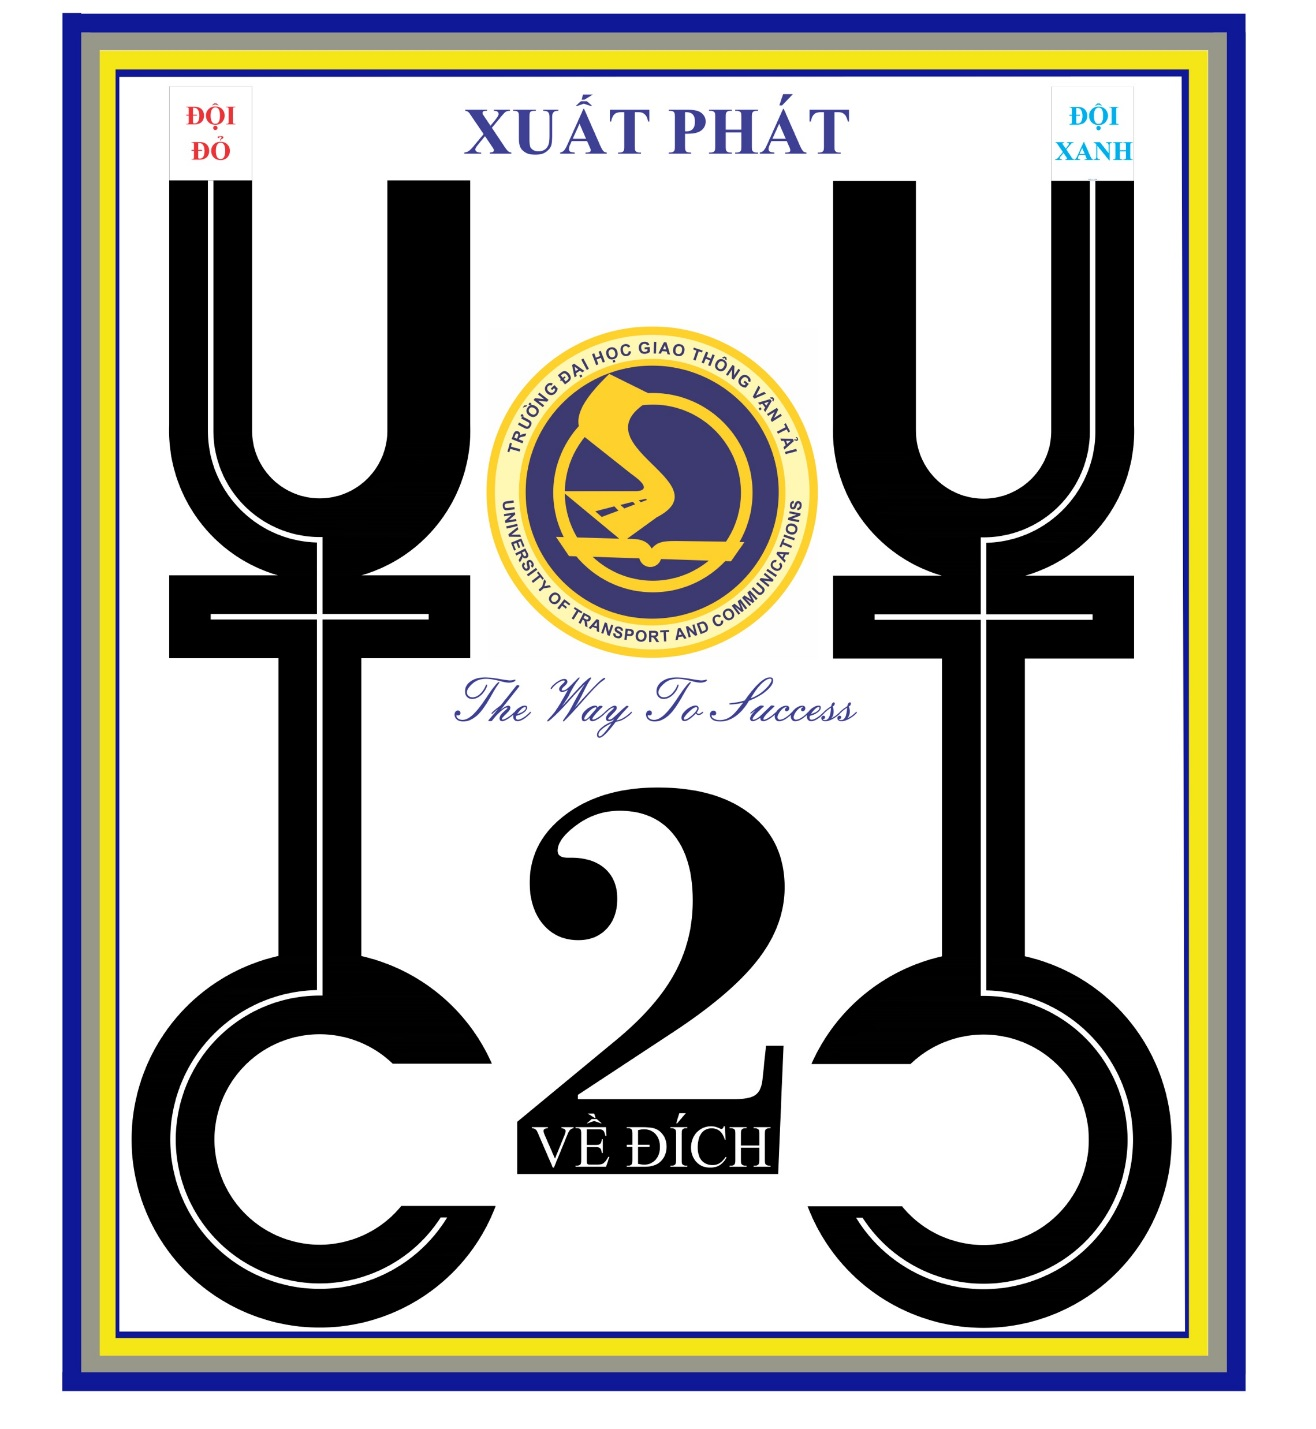 ĐỘI
ĐỎ
XUẤT PHÁT
ĐỘI
XANH
TRƯỜNG ĐẠI HỌC GIAO THÔNG VẬN TẢI
UNIVERSITY OF TRANSPORT AND COMMUNICATIONS
The Way To Success
2
VỀ ĐÍCH